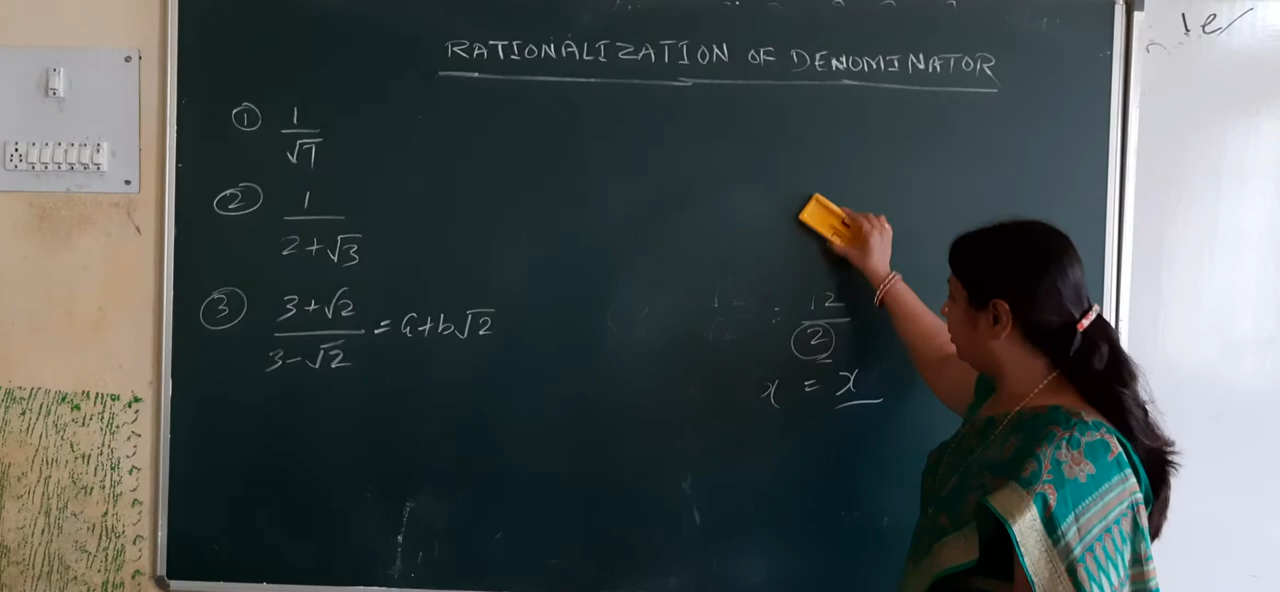 RATIONALIZATION OF DENOMINATOR
① 1/√7
② 1/(2+√3)
③ (3+√2)/(3-√2) = a+b√2
: 12/2
x = x